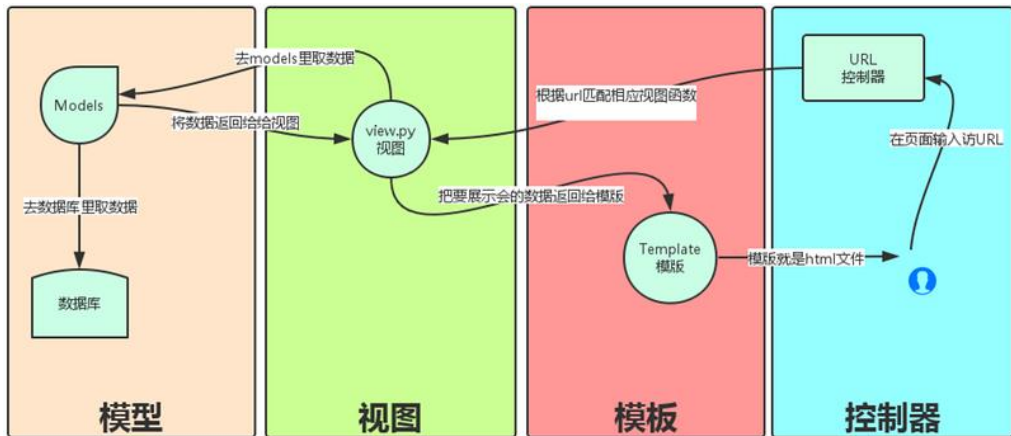 去models里取数据
Models
将数据返回给给视图
去数据库里取数据
数据库
模型
view.py
视图
把要展示会的数据返回给模版
视图
根据url匹配相应视图函数
Template
模版
模版就是html文件
模板
URL
控制器
在页面输入访URL
控制器